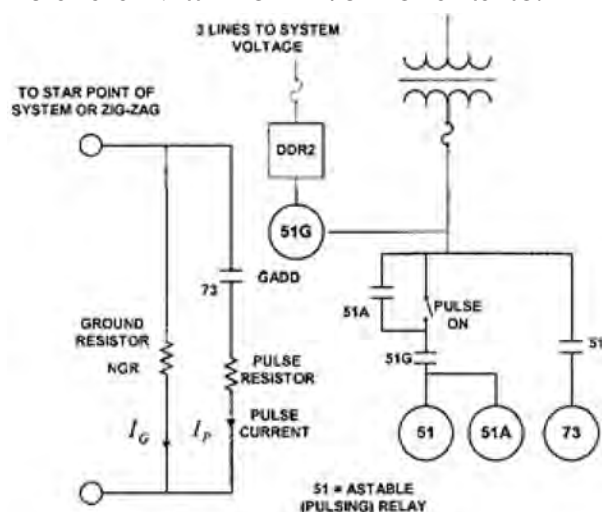 3 LINES TO SYSTEM
VOLTAGE
TO STAR POINT OF
SYSTEM OR ZIG-ZAG
DDR2
51G
73
GADD
51A
PULSE
ON
51
GROUND
RESISTOR
NGR
PULSE
RESISTOR
51G
I_G
I_P
PULSE
CURRENT
51
51A
73
51 = ASTABLE
(PULSING) RELAY